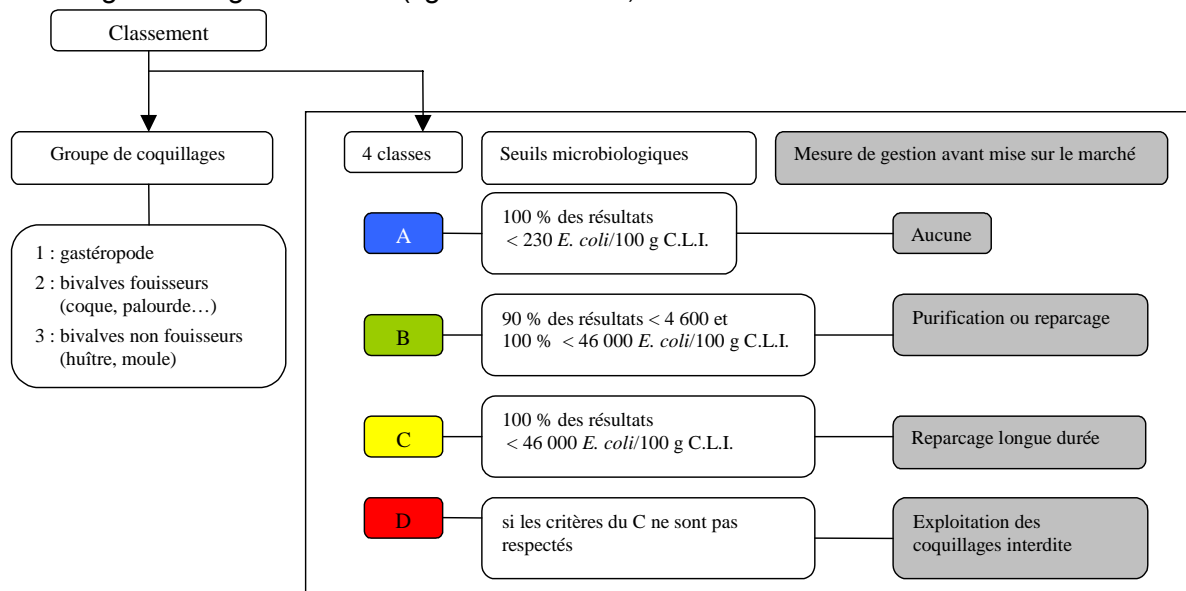 Classement
Groupe de coquillages
1 : gastéropode
2 : bivalves fouisseurs
(coque, palourde…)
3 : bivalves non fouisseurs
(huître, moule)
4 classes
Seuils microbiologiques
Mesure de gestion avant mise sur le marché
A
100 % des résultats
< 230 E. coli/100 g C.L.I.
Aucune
B
90 % des résultats < 4 600 et
100 % < 46 000 E. coli/100 g C.L.I.
Purification ou reparcage
C
100 % des résultats
< 46 000 E. coli/100 g C.L.I.
Reparcage longue durée
D
si les critères du C ne sont pas
respectés
Exploitation des
coquillages interdite